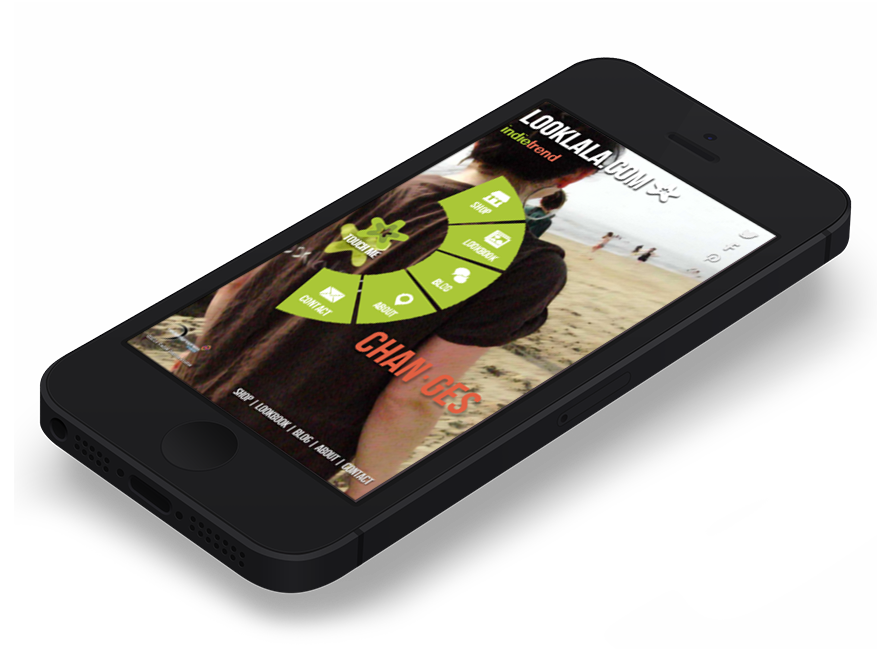 LOOKLALA.COM
indietrend
SHOP
LOOKBOOK
BLOG
ABOUT
CONTACT
TOUCH ME
CHAN-GES
SHOP | LOOKBOOK | BLOG | ABOUT | CONTACT